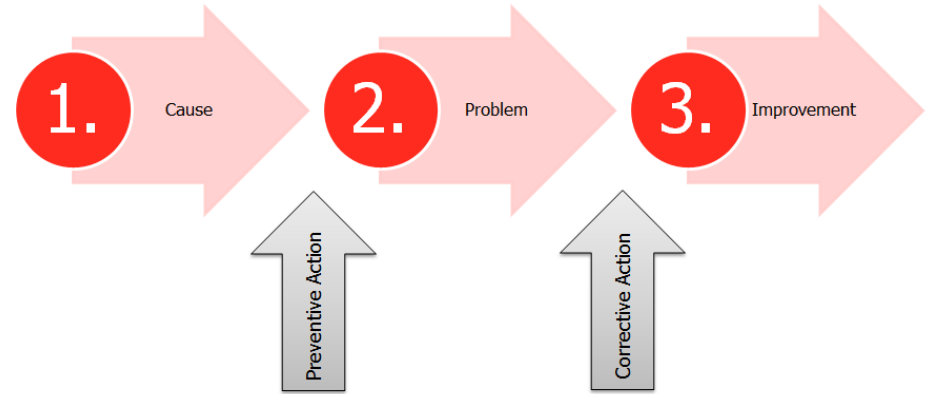 1.
Cause
2.
Problem
3.
Improvement
Preventive Action
Corrective Action